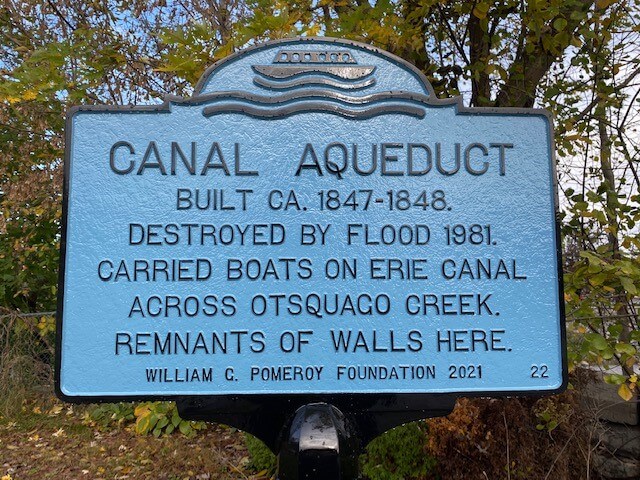 CANAL AQUEDUCT
BUILT CA. 1847-1848.
DESTROYED BY FLOOD 1981.
CARRIED BOATS ON ERIE CANAL
ACROSS OTSQUAGO CREEK.
REMNANTS OF WALLS HERE.
WILLIAM G. POMEROY FOUNDATION 2021 22